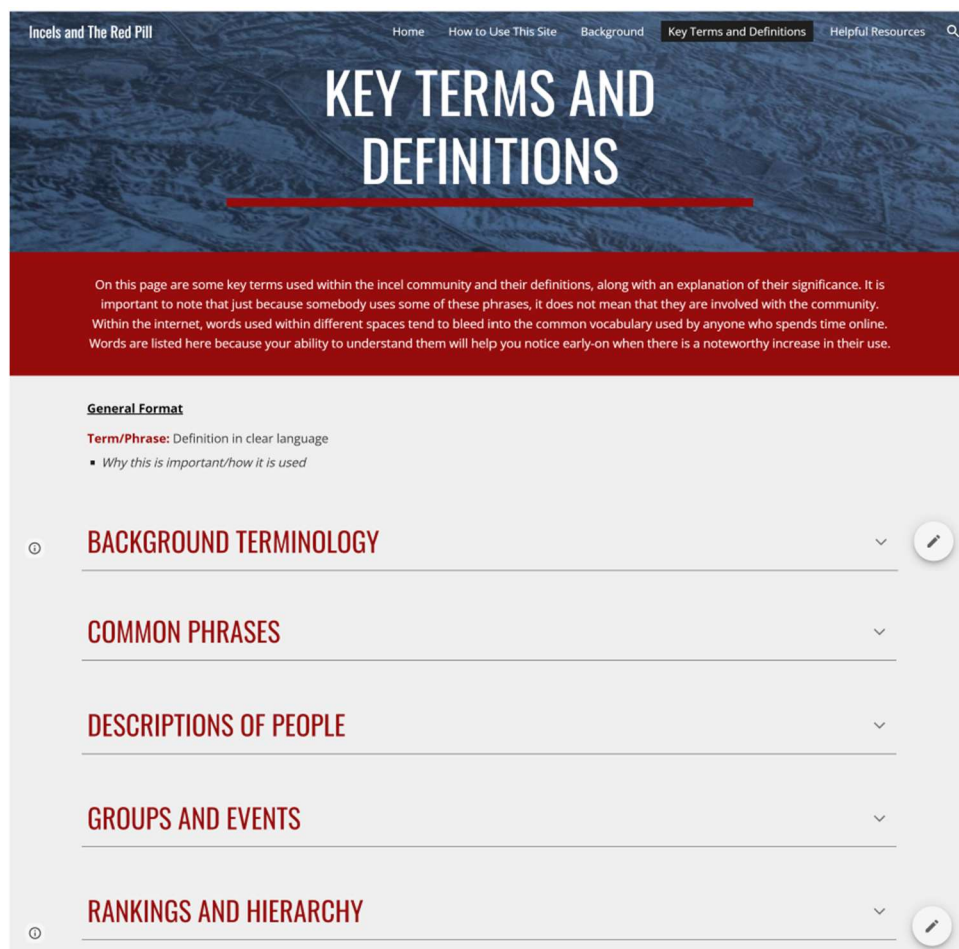 Incels and The Red Pill
Home How to Use This Site Background Key Terms and Definitions Helpful Resources
KEY TERMS AND
DEFINITIONS
On this page are some key terms used within the incel community and their definitions, along with an explanation of their significance. It is
important to note that just because somebody uses some of these phrases, it does not mean that they are involved with the community.
Within the internet, words used within different spaces tend to bleed into the common vocabulary used by anyone who spends time online.
Words are listed here because your ability to understand them will help you notice early-on when there is a noteworthy increase in their use.
General Format
Term/Phrase: Definition in clear language
▪ Why this is important/how it is used
BACKGROUND TERMINOLOGY
COMMON PHRASES
DESCRIPTIONS OF PEOPLE
GROUPS AND EVENTS
RANKINGS AND HIERARCHY